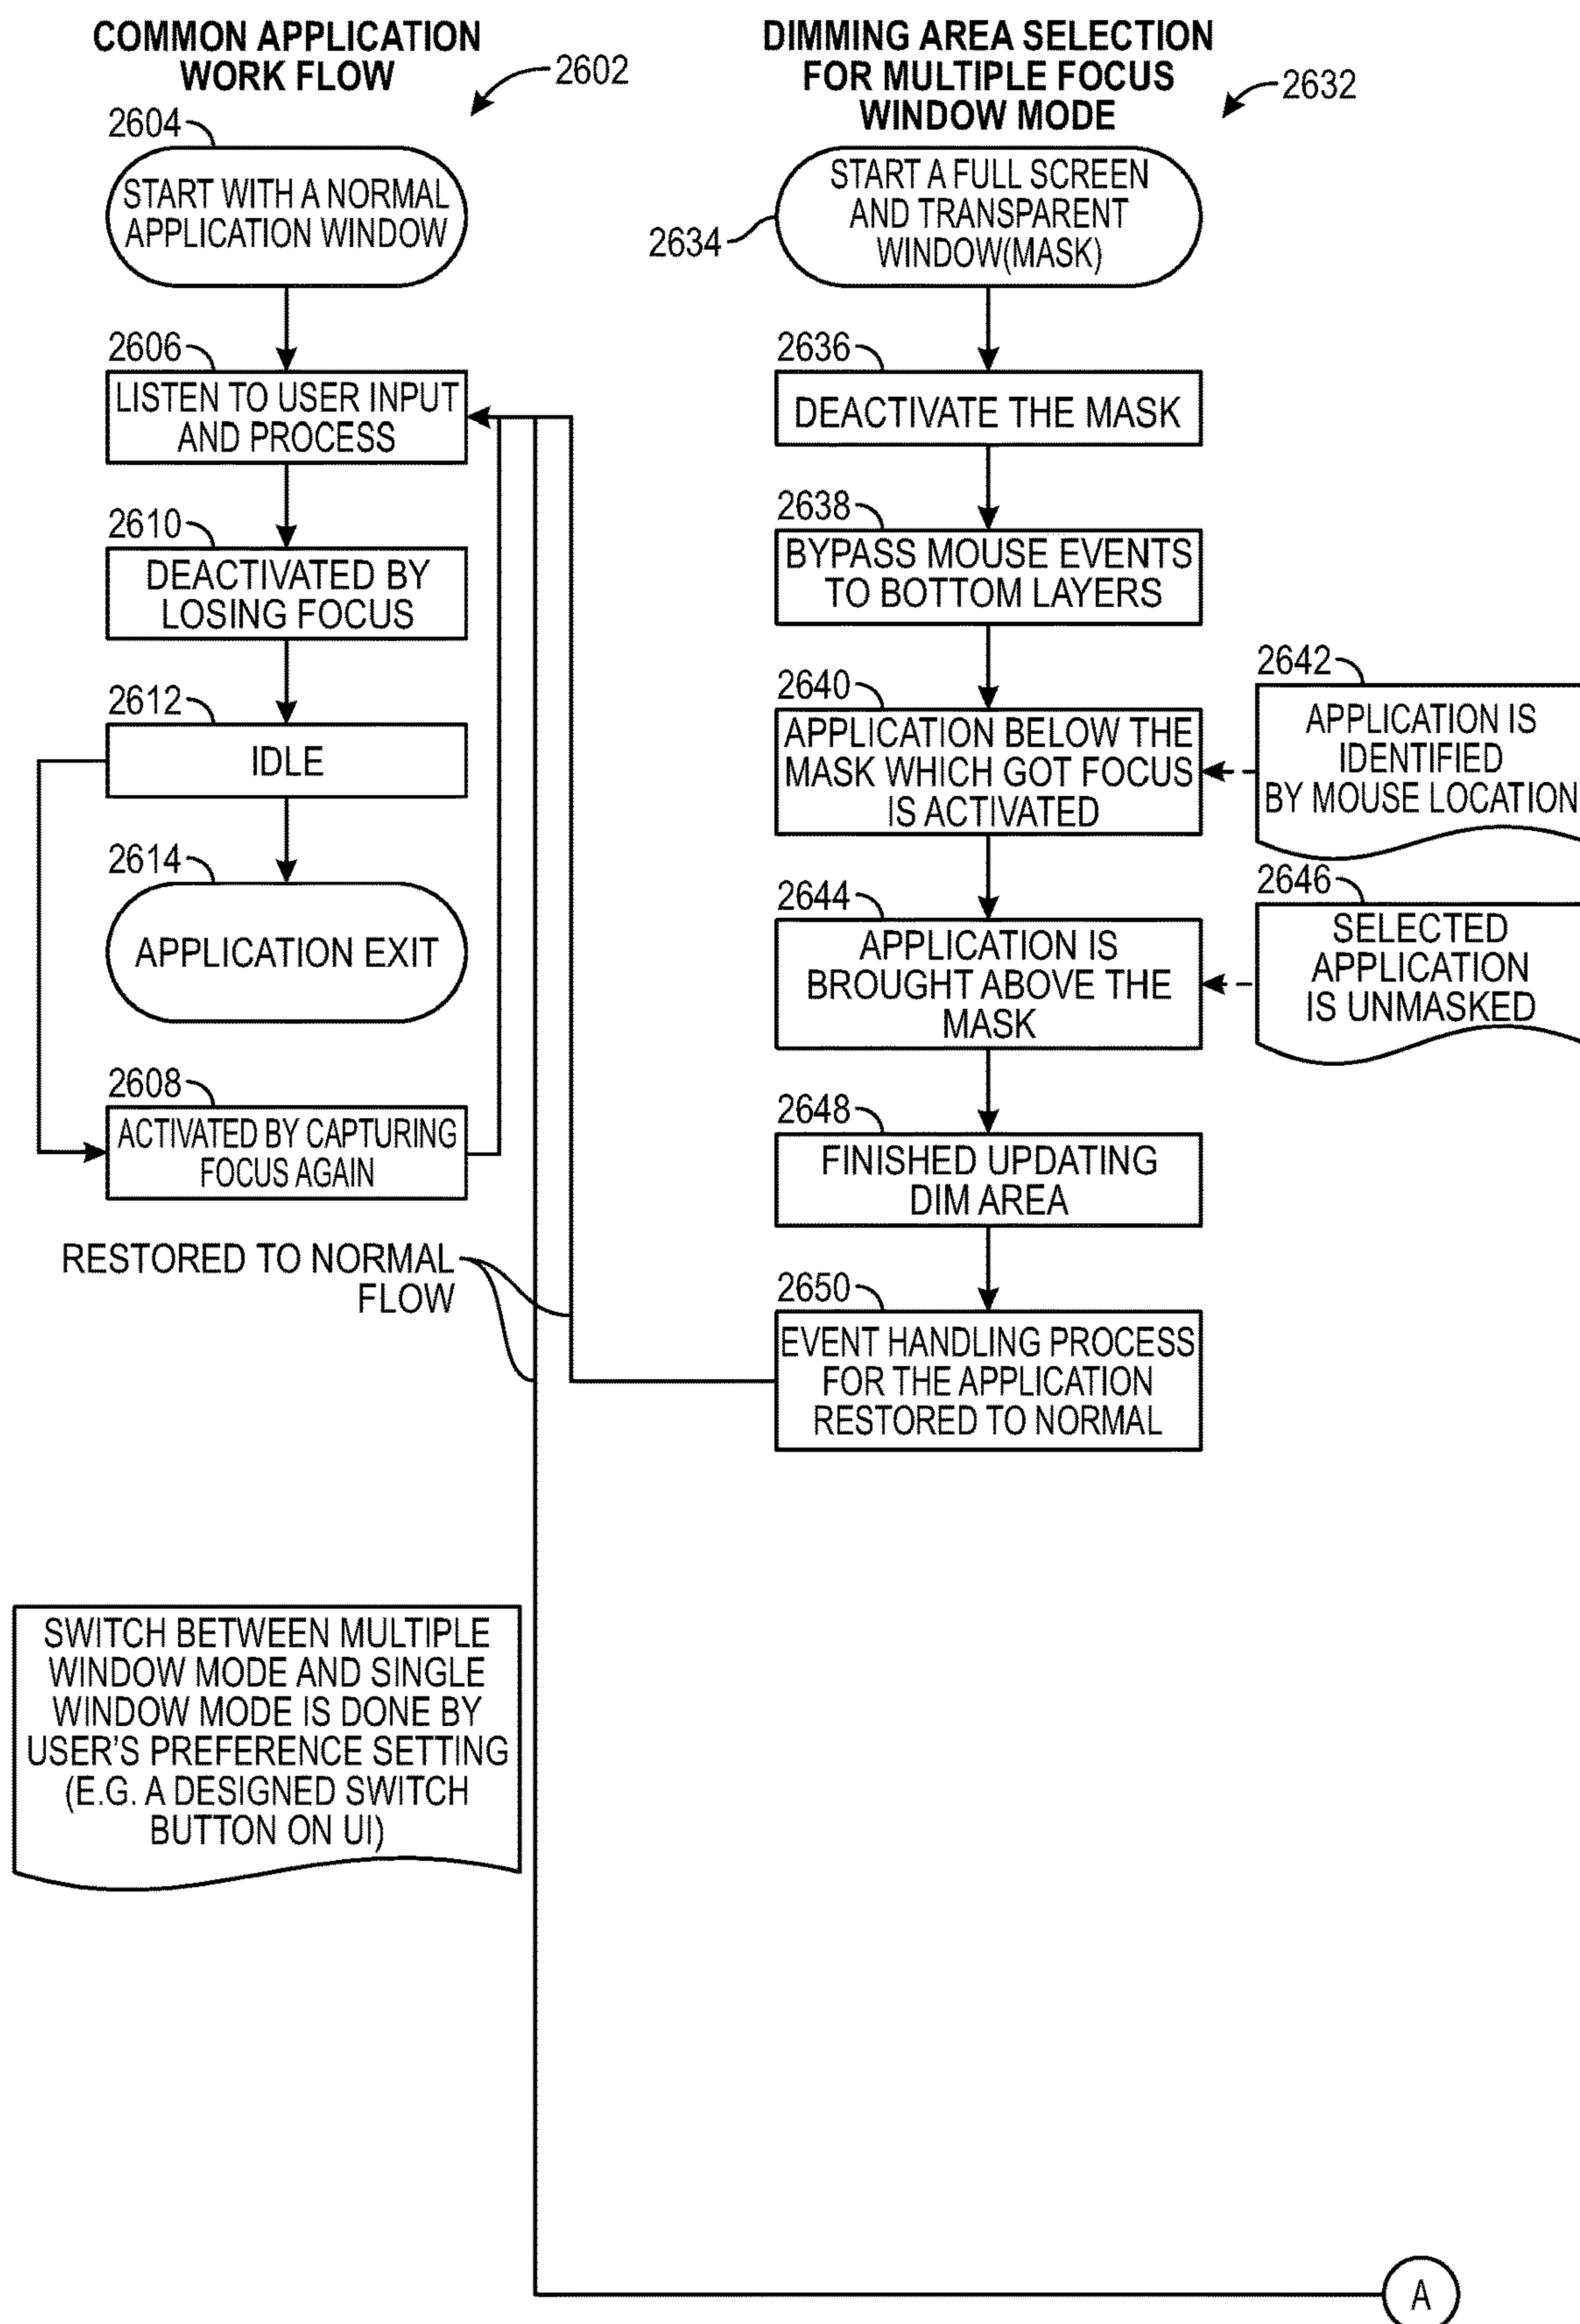 COMMON APPLICATION
WORK FLOW
2602
2604
START WITH A NORMAL
APPLICATION WINDOW
2606
LISTEN TO USER INPUT
AND PROCESS
2610
DEACTIVATED BY
LOSING FOCUS
2612
IDLE
2614
APPLICATION EXIT
2608
ACTIVATED BY CAPTURING
FOCUS AGAIN
RESTORED TO NORMAL
FLOW
SWITCH BETWEEN MULTIPLE
WINDOW MODE AND SINGLE
WINDOW MODE IS DONE BY
USER'S PREFERENCE SETTING
(E.G. A DESIGNED SWITCH
BUTTON ON UI)
DIMMING AREA SELECTION
FOR MULTIPLE FOCUS
WINDOW MODE
2632
2634
START A FULL SCREEN
AND TRANSPARENT
WINDOW(MASK)
2636
DEACTIVATE THE MASK
2638
BYPASS MOUSE EVENTS
TO BOTTOM LAYERS
2640
APPLICATION BELOW THE
MASK WHICH GOT FOCUS
IS ACTIVATED
2642
APPLICATION IS
IDENTIFIED
BY MOUSE LOCATION
2644
APPLICATION IS
BROUGHT ABOVE THE
MASK
2646
SELECTED
APPLICATION
IS UNMASKED
2648
FINISHED UPDATING
DIM AREA
2650
EVENT HANDLING PROCESS
FOR THE APPLICATION
RESTORED TO NORMAL
A